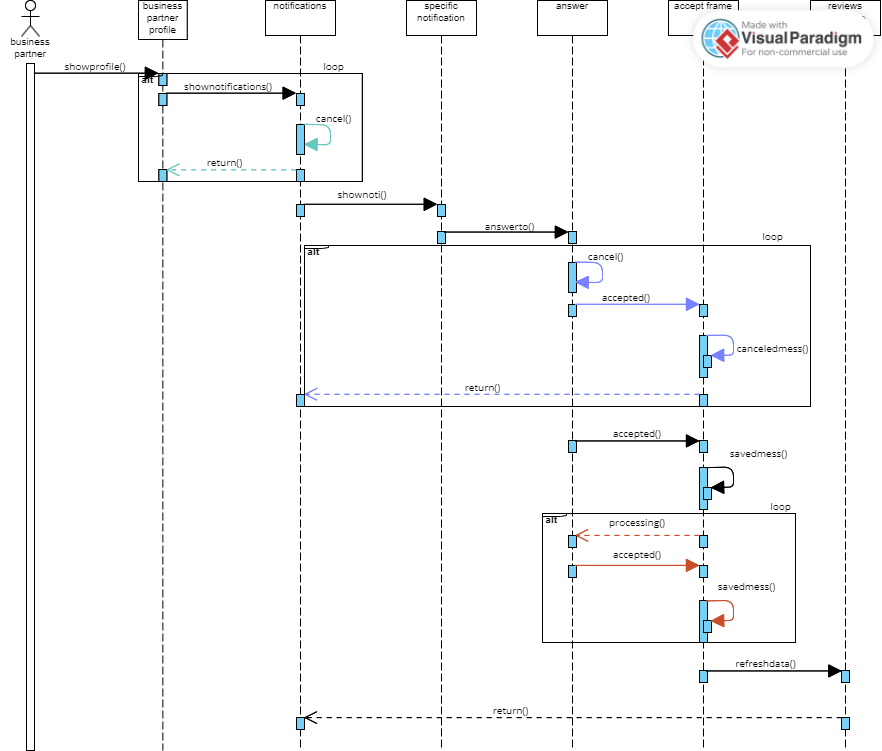 business
partner
business
partner
profile
notifications
specific
notification
answer
accept frame
reviews
Made with
VisualParadigm
For non-commercial use
showprofile()
loop
alt
shownotifications()
cancel()
return()
shownoti()
answerto()
loop
alt
cancel()
accepted()
canceledmess()
return()
accepted()
savedmess()
loop
alt
processing()
accepted()
savedmess()
refreshdata()
return()